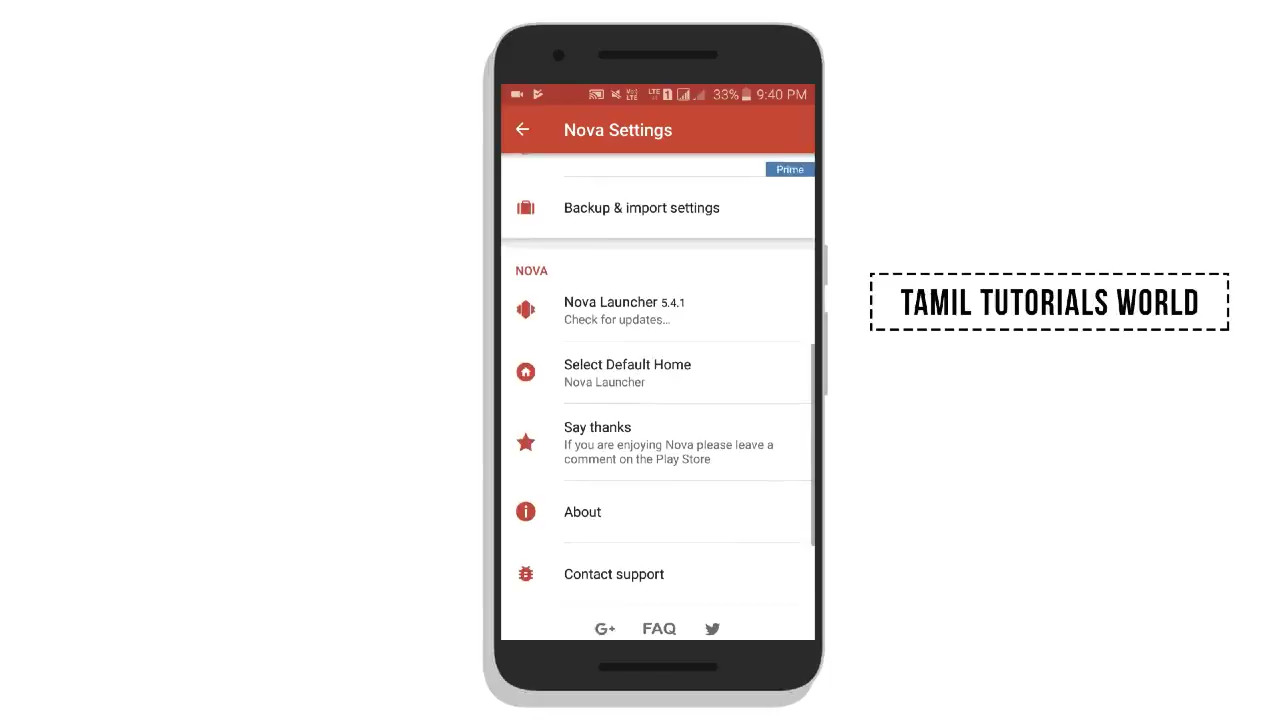 33% 9:40 PM
Nova Settings
Prime
Backup & import settings
NOVA
Nova Launcher 5.4.1
Check for updates...
Select Default Home
Nova Launcher
Say thanks
If you are enjoying Nova please leave a
comment on the Play Store
About
Contact support
G+ FAQ
TAMIL TUTORIALS WORLD